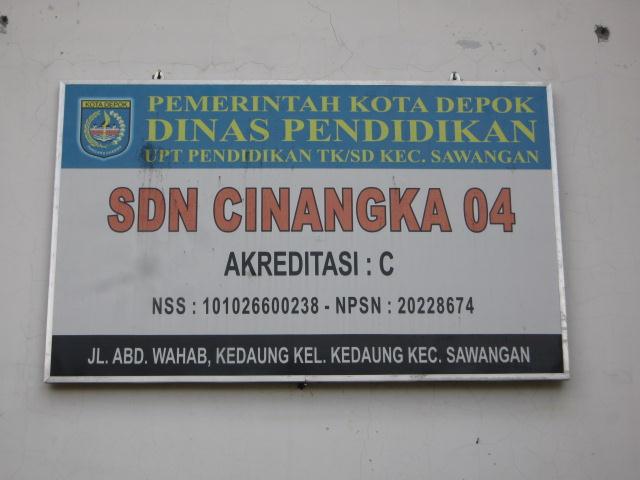 KOTA DEPOK
PEMERINTAH KOTA DEPOK
DINAS PENDIDIKAN
UPT PENDIDIKAN TK/SD KEC. SAWANGAN
SDN CINANGKA 04
AKREDITASI : C
NSS : 101026600238 - NPSN : 20228674
JL. ABD. WAHAB, KEDAUNG KEL. KEDAUNG KEC. SAWANGAN